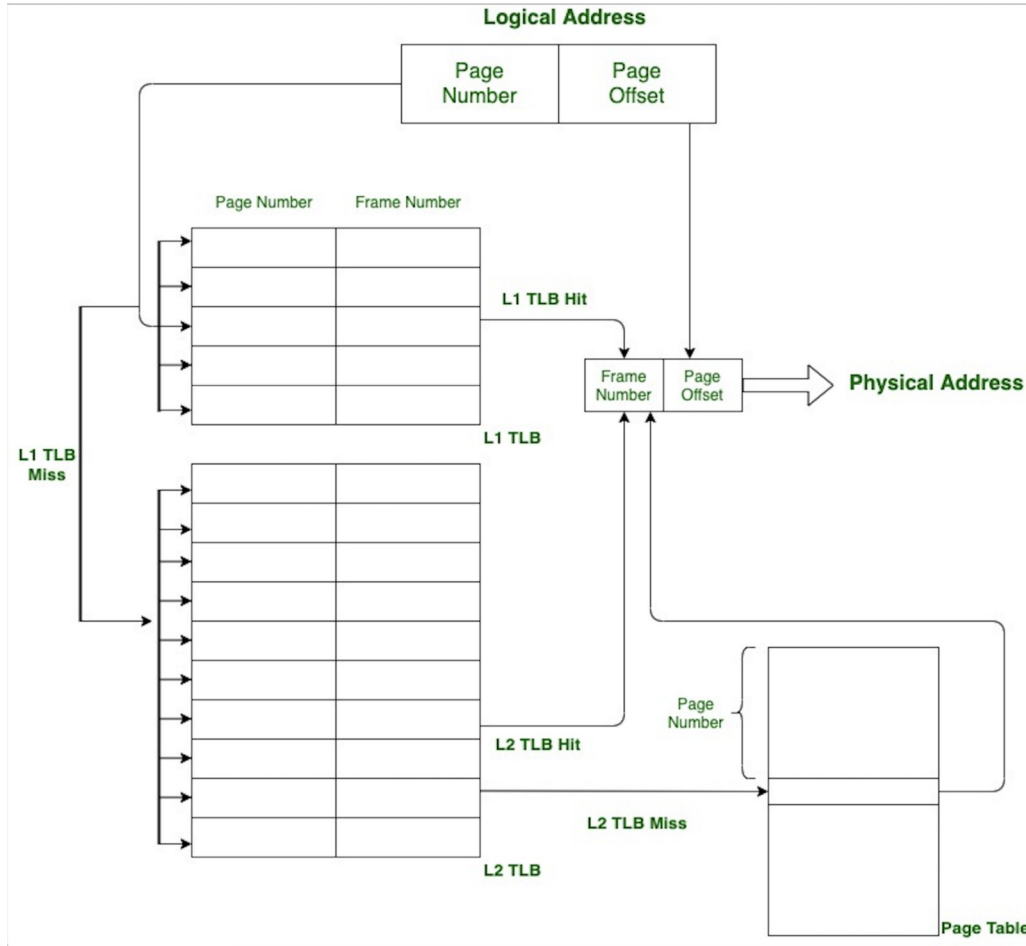 Logical Address
Page
Number
Page
Offset
Page Number
Frame Number
L1 TLB Hit
Frame
Number
Page
Offset
Physical Address
L1 TLB
L1 TLB
Miss
Page
Number
L2 TLB Hit
L2 TLB Miss
L2 TLB
Page Table